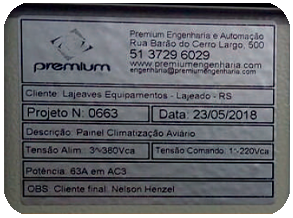 premium
Premium Engenharia e Automação
Rua Barão do Cerro Largo, 500
51 3729 6029
www.premiumengenharia.com
engenharia@premiumengenharia.com
Cliente: Lajeaves Equipamentos - Lajeado - RS
Projeto N: 0663 Data: 23/05/2018
Descrição: Painel Climatização Aviário
Tensão Alim: 3~380Vca Tensão Comando: 1~220Vca
Potência: 63A em AC3
OBS: Cliente final: Nelson Henzel